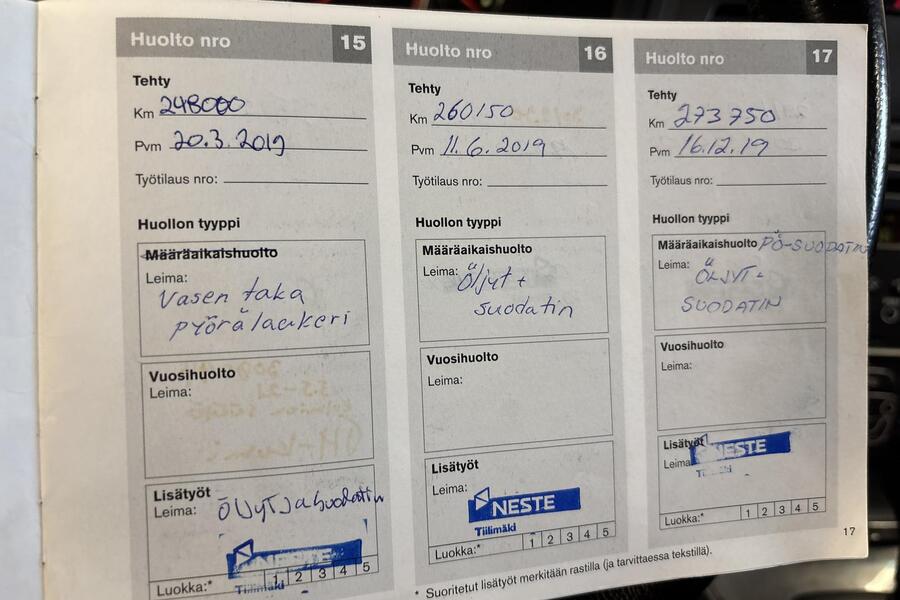 Huolto nro 15
Tehty
Km 248000
Pvm 20.3.2019
Työtilaus nro:
Huollon tyyppi
Määräaikaishuolto
Leima:
Vasen taka
pyörälaakeri
Vuosihuolto
Leima:
Lisätyöt
Leima: Öljyt ja suodatin
NESTE
Tiilimäki
Luokka:* 1 2 3 4 5
Huolto nro 16
Tehty
Km 260150
Pvm 11.6.2019
Työtilaus nro:
Huollon tyyppi
Määräaikaishuolto
Leima: Öljyt +
suodatin
Vuosihuolto
Leima:
Lisätyöt
Leima:
NESTE
Tiilimäki
Luokka:* 1 2 3 4 5
Huolto nro 17
Tehty
Km 273750
Pvm 16.12.19
Työtilaus nro:
Huollon tyyppi
Määräaikaishuolto PÖ-SUODATIN
Leima: ÖLJYT-
SUODATIN
Vuosihuolto
Leima:
Lisätyöt
Leima
NESTE
Tiilimäki
Luokka:* 1 2 3 4 5
17
* Suoritetut lisätyöt merkitään rastilla (ja tarvittaessa tekstillä).